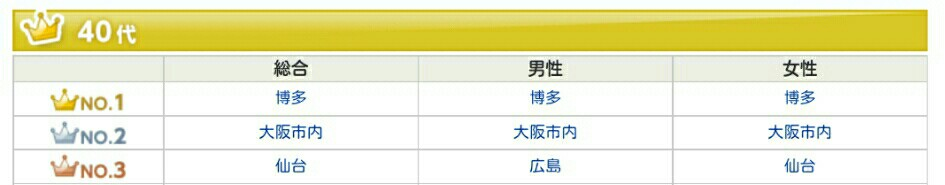 40代
総合 男性 女性
NO.1 博多 博多 博多
NO.2 大阪市内 大阪市内 大阪市内
NO.3 仙台 広島 仙台